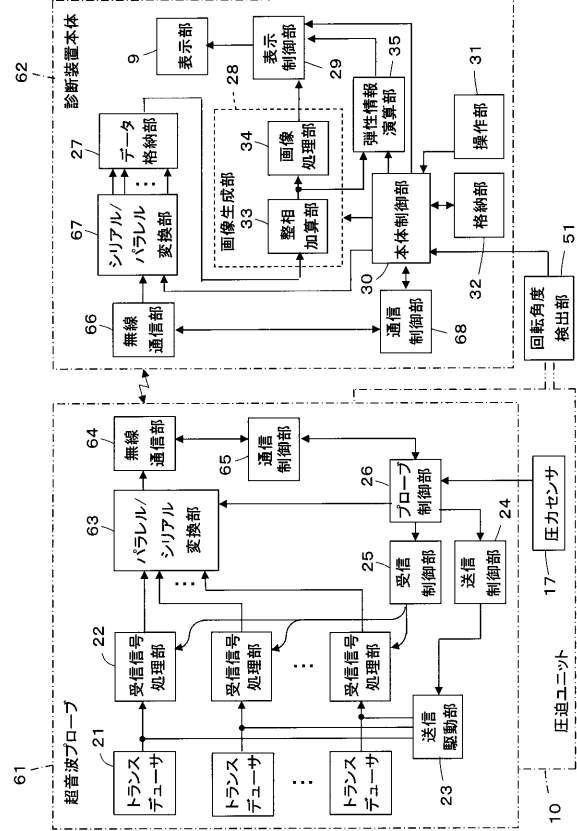 61
超音波プローブ
21
トランス
デューサ
トランス
デューサ
トランス
デューサ
22
受信信号
処理部
受信信号
処理部
受信信号
処理部
63
パラレル/
シリアル
変換部
64
無線
通信部
65
通信
制御部
26
プローブ
制御部
25
受信
制御部
24
送信
制御部
23
送信
駆動部
17
圧力センサ
10
圧迫ユニット
62
診断装置本体
66
無線
通信部
67
シリアル/
パラレル
変換部
27
データ
格納部
9
表示部
28
画像生成部
33
整相
加算部
34
画像
処理部
29
表示
制御部
35
弾性情報
演算部
30
本体制御部
31
操作部
32
格納部
68
通信
制御部
51
回転角度
検出部